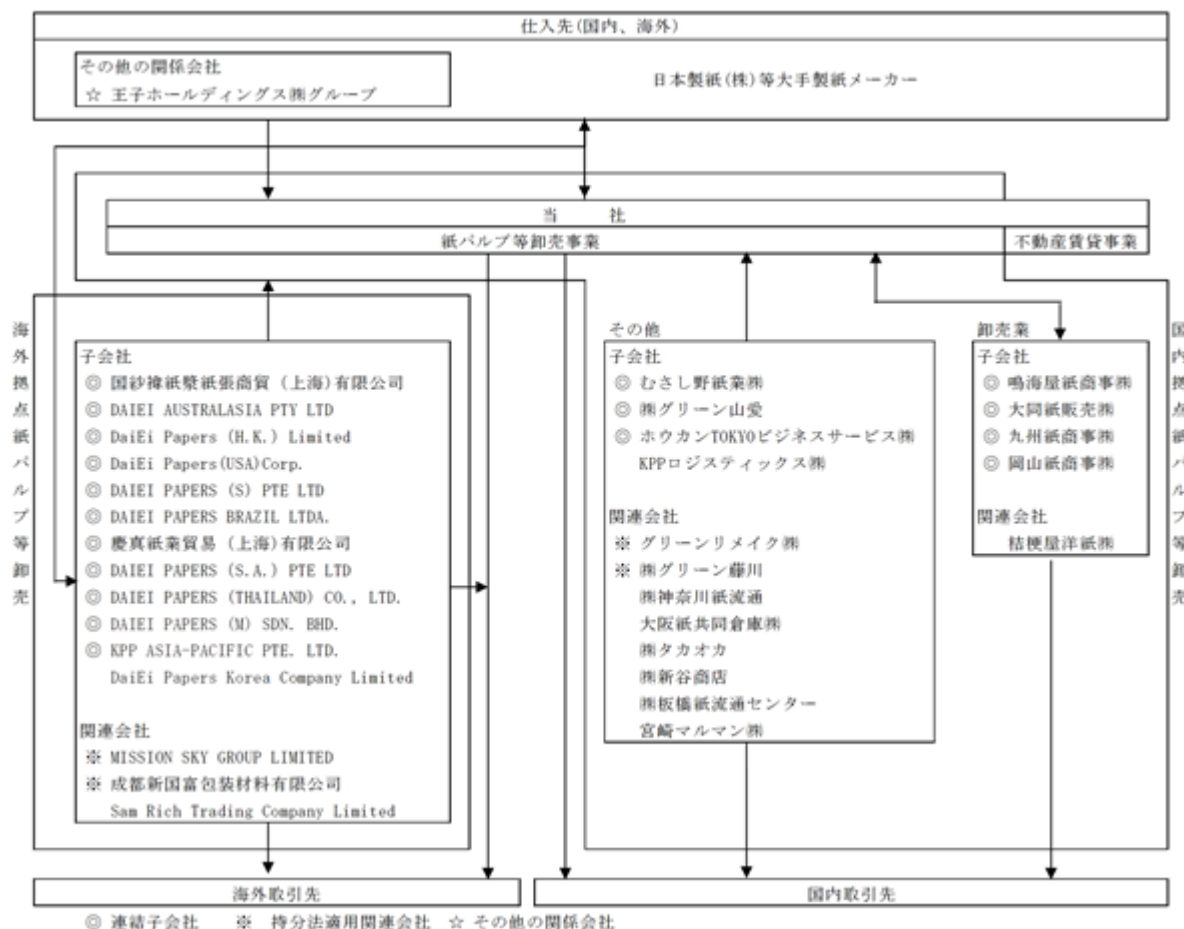 仕入先(国内、海外)
その他の関係会社
☆ 王子ホールディングス㈱グループ
日本製紙(株)等大手製紙メーカー
当 社
紙パルプ等卸売事業
不動産賃貸事業
海外拠点紙パルプ等卸売
子会社
◎ 国紗褘紙漿紙張商貿 (上海)有限公司
◎ DAIEI AUSTRALASIA PTY LTD
◎ DaiEi Papers (H.K.) Limited
◎ DaiEi Papers(USA)Corp.
◎ DAIEI PAPERS (S) PTE LTD
◎ DAIEI PAPERS BRAZIL LTDA.
◎ 慶真紙業貿易 (上海)有限公司
◎ DAIEI PAPERS (S.A.) PTE LTD
◎ DAIEI PAPERS (THAILAND) CO., LTD.
◎ DAIEI PAPERS (M) SDN. BHD.
◎ KPP ASIA-PACIFIC PTE. LTD.
DaiEi Papers Korea Company Limited
関連会社
※ MISSION SKY GROUP LIMITED
※ 成都新国富包装材料有限公司
Sam Rich Trading Company Limited
その他
子会社
◎ むさし野紙業㈱
◎ ㈱グリーン山愛
◎ ホウカンTOKYOビジネスサービス㈱
KPPロジスティックス㈱
関連会社
※ グリーンリメイク㈱
※ ㈱グリーン藤川
㈱神奈川紙流通
大阪紙共同倉庫㈱
㈱タカオカ
㈱新谷商店
㈱板橋紙流通センター
宮崎マルマン㈱
卸売業
子会社
◎ 鳴海屋紙商事㈱
◎ 大同紙販売㈱
◎ 九州紙商事㈱
◎ 岡山紙商事㈱
関連会社
桔梗屋洋紙㈱
国内拠点紙パルプ等卸売
海外取引先
国内取引先
◎ 連結子会社 ※ 持分法適用関連会社 ☆ その他の関係会社